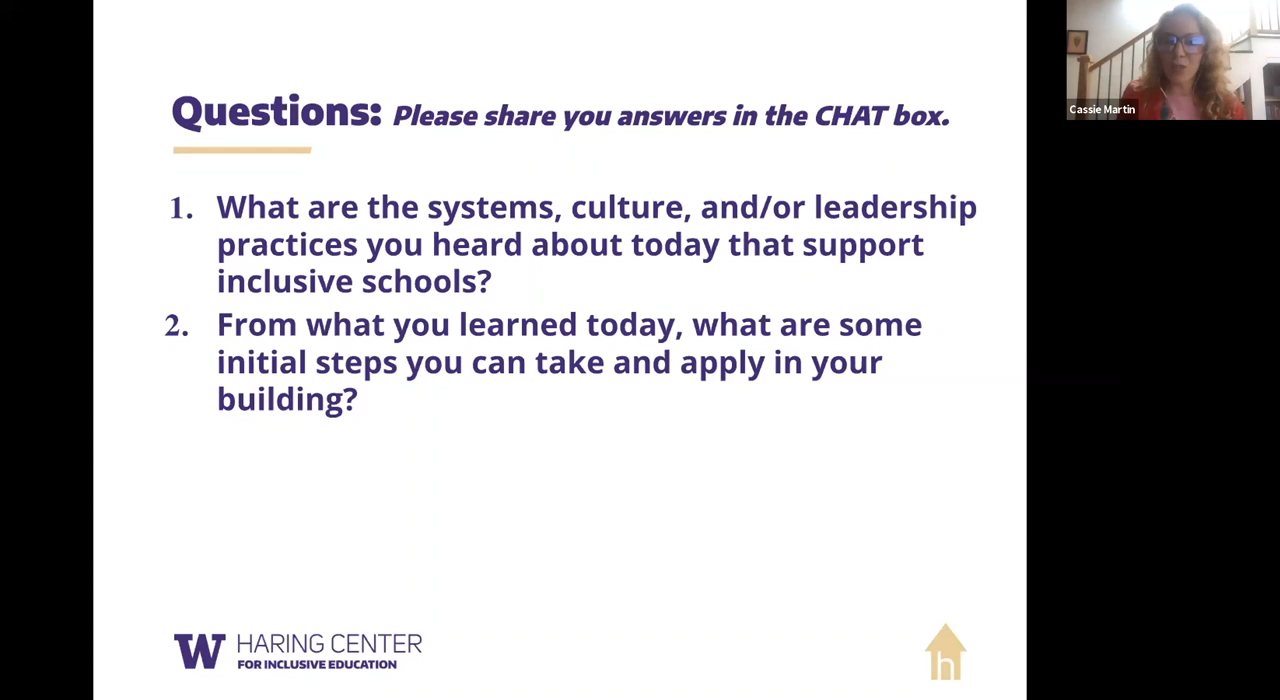 Questions: Please share you answers in the CHAT box.
1. What are the systems, culture, and/or leadership
practices you heard about today that support
inclusive schools?
2. From what you learned today, what are some
initial steps you can take and apply in your
building?
W HARING CENTER
FOR INCLUSIVE EDUCATION
h
Cassie Martin